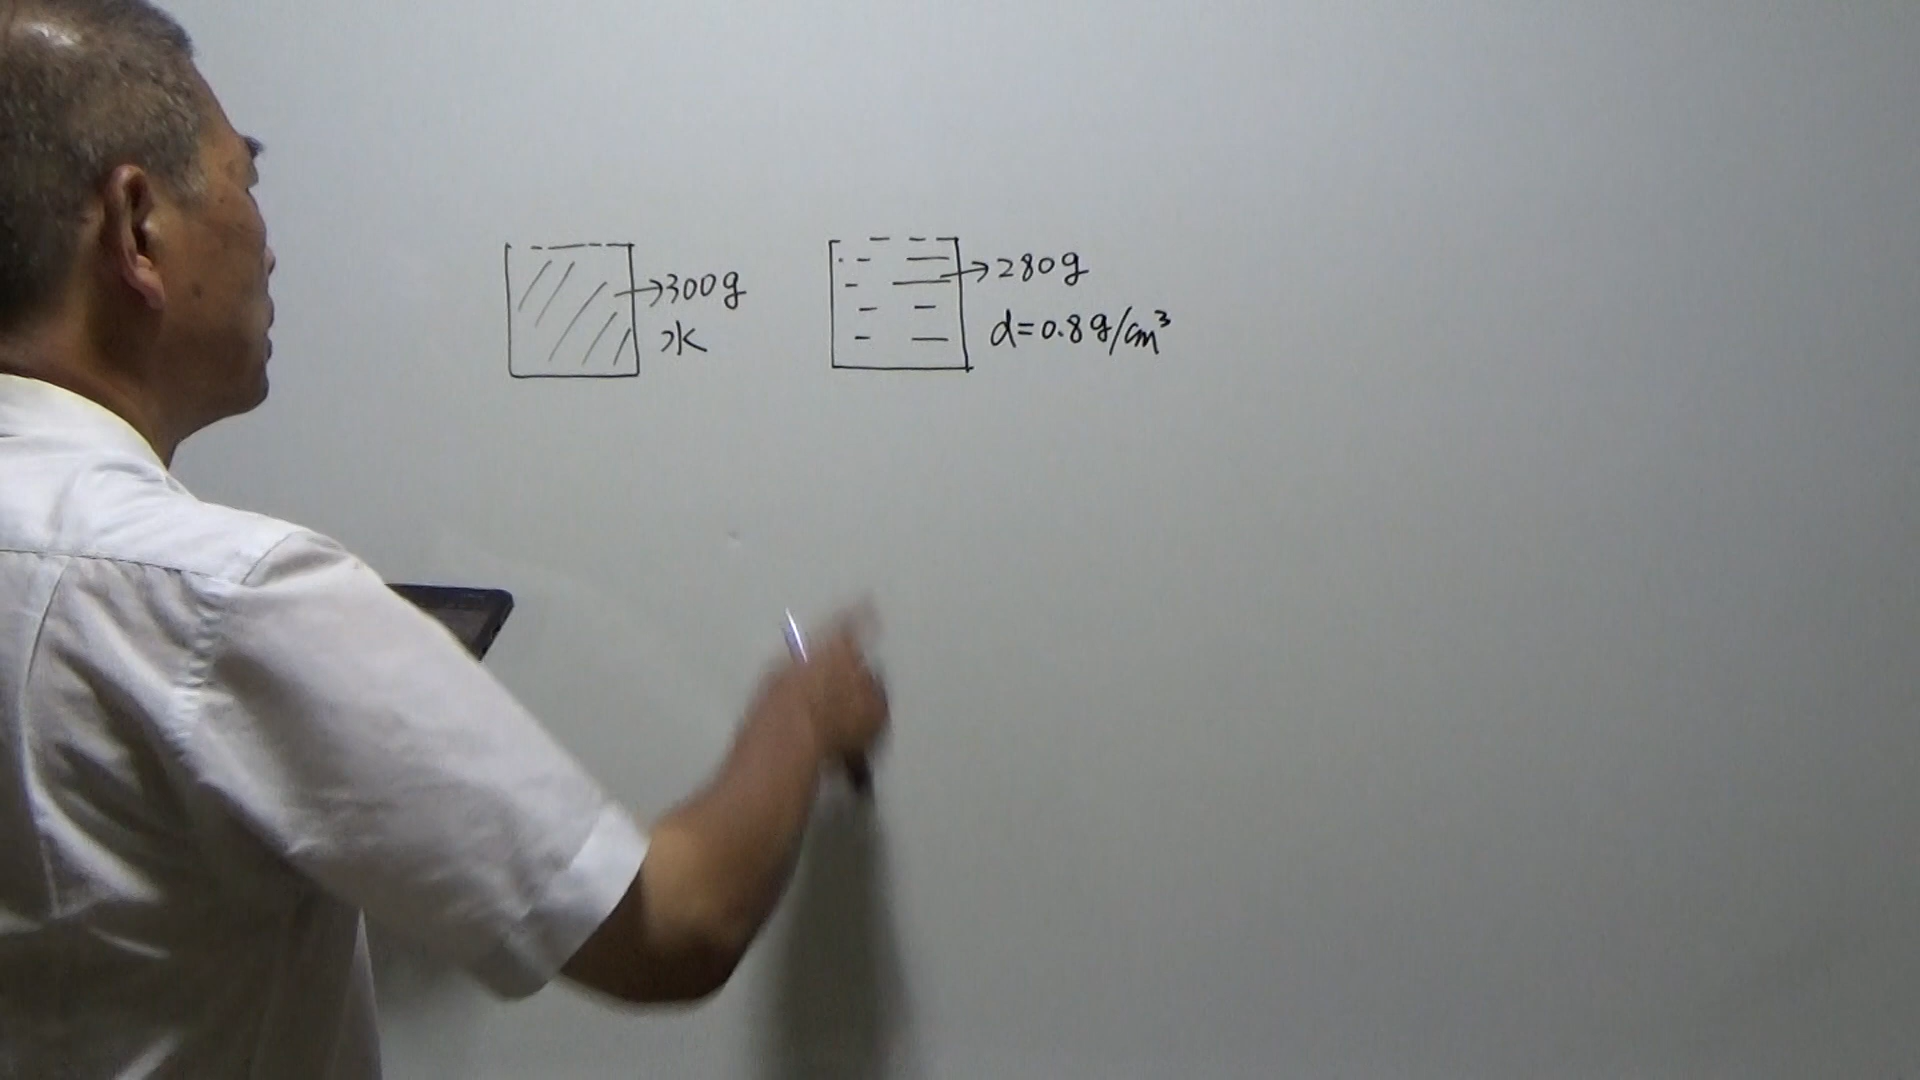 →300g
水
→280g
d=0.8g/cm³